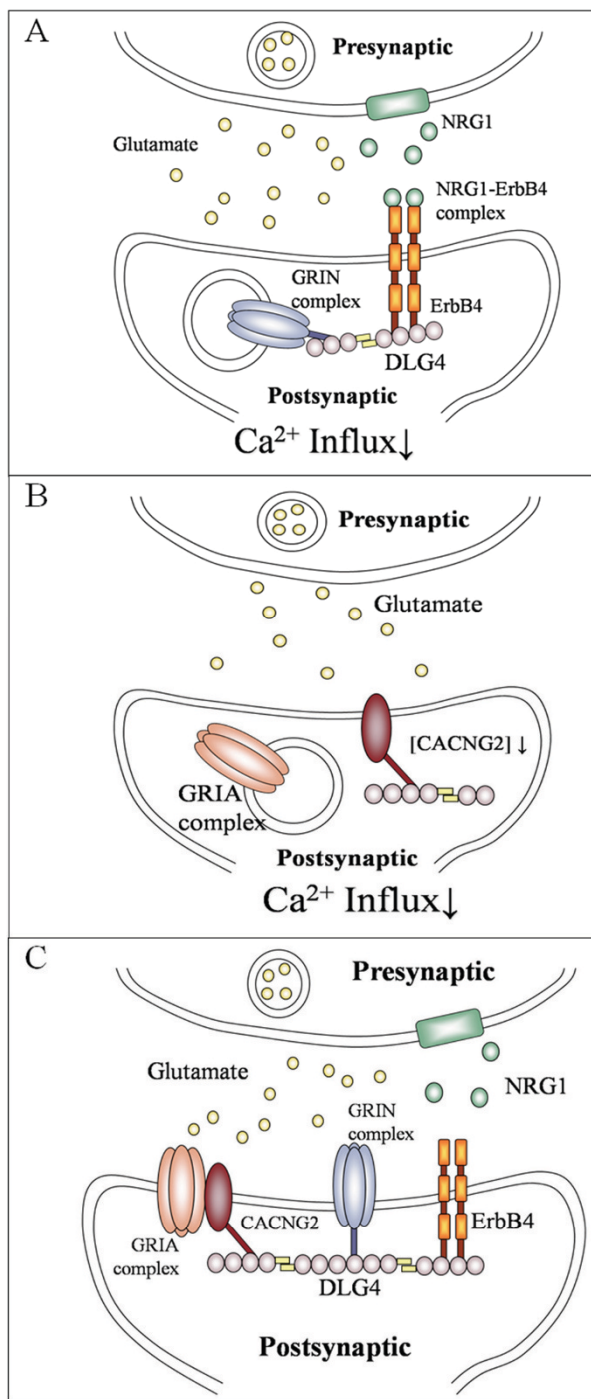 A
Presynaptic
NRG1
Glutamate
NRG1-ErbB4
complex
GRIN
complex
ErbB4
DLG4
Postsynaptic
Ca²⁺ Influx↓
B
Presynaptic
Glutamate
[CACNG2] ↓
GRIA
complex
Postsynaptic
Ca²⁺ Influx↓
C
Presynaptic
Glutamate
NRG1
GRIN
complex
CACNG2
ErbB4
GRIA
complex
DLG4
Postsynaptic